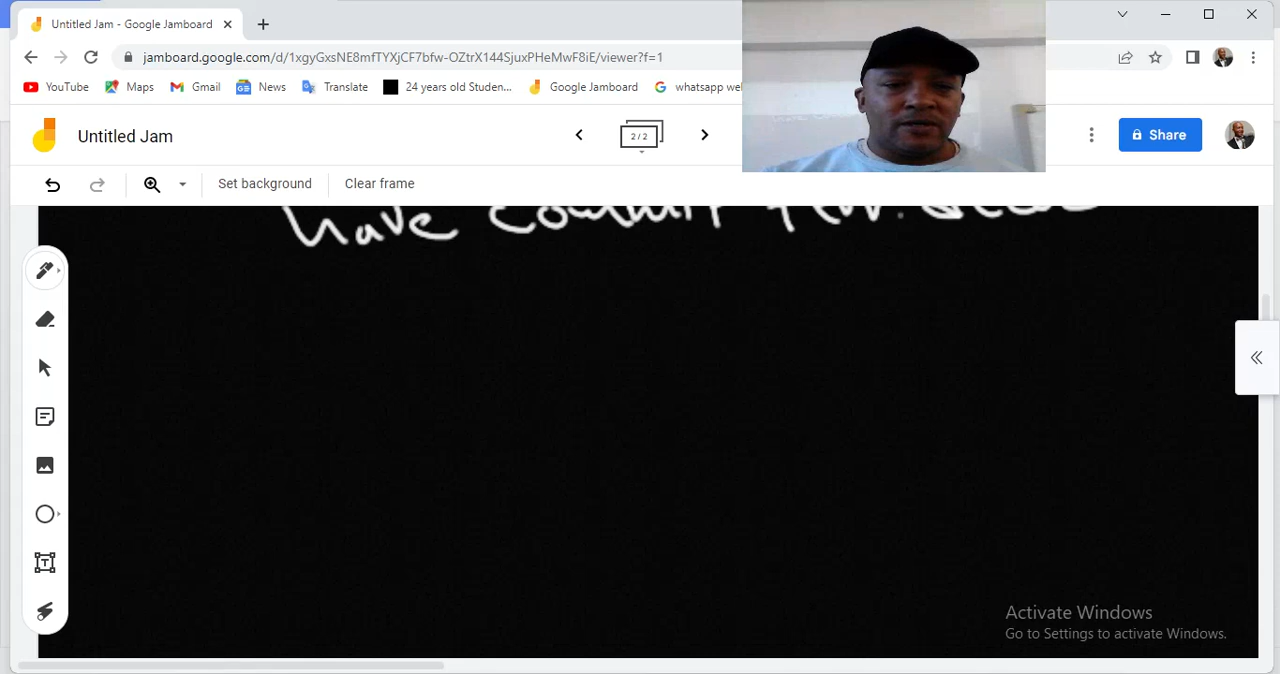 Untitled Jam - Google Jamboard
jamboard.google.com/d/1xgyGxsNE8mfTYXjCF7bfw-OZtrX144SjuxPHeMwF8iE/viewer?f=1
YouTube Maps Gmail News Translate 24 years old Studen... Google Jamboard whatsapp we
Untitled Jam 2/2 Share
Set background Clear frame
have
Activate Windows
Go to Settings to activate Windows.